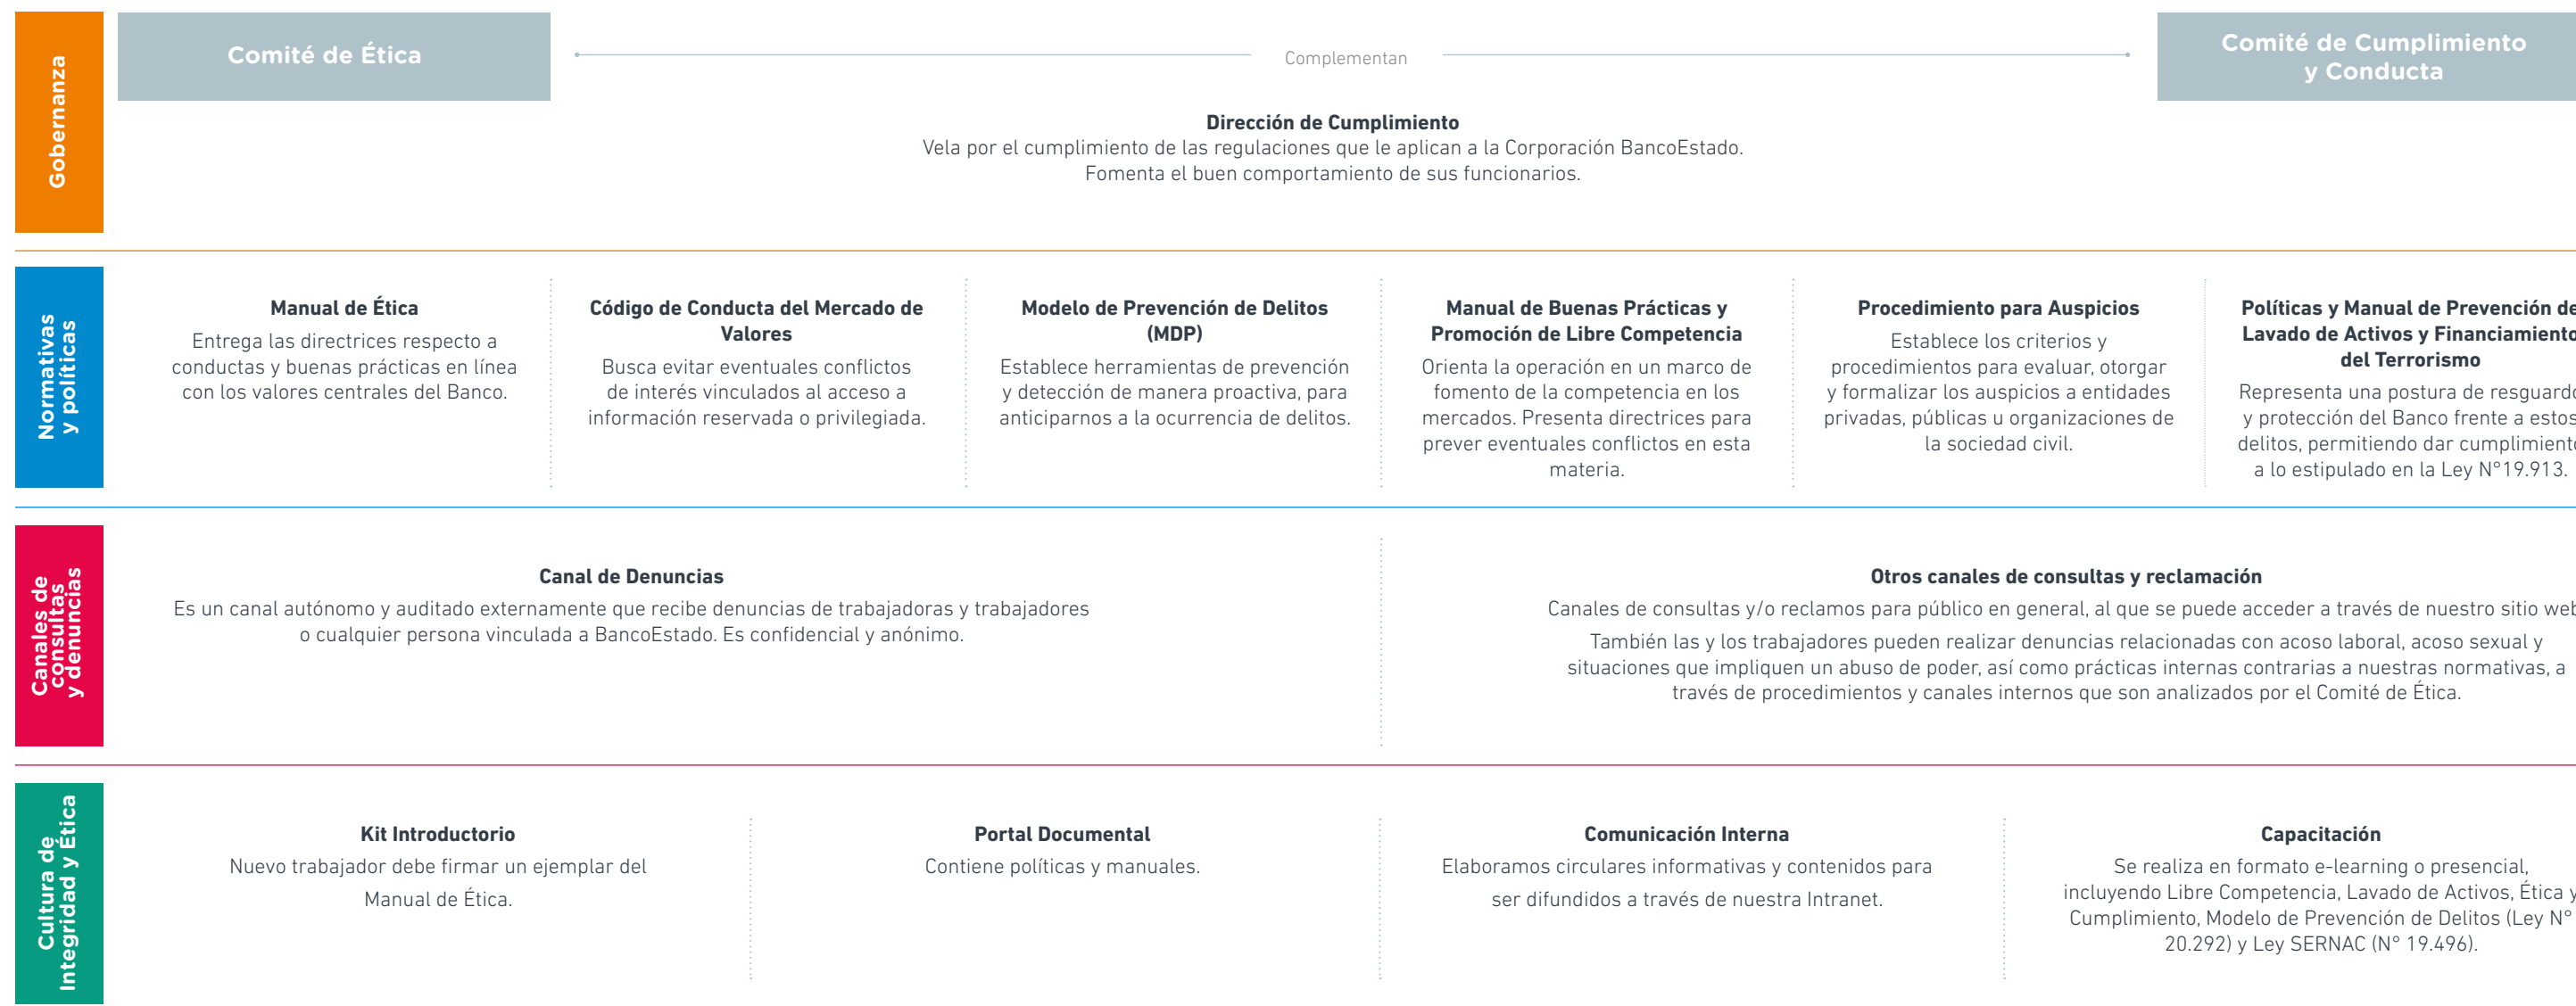 Gobernanza
Comité de Ética
Complementan
Comité de Cumplimiento
y Conducta
Dirección de Cumplimiento
Vela por el cumplimiento de las regulaciones que le aplican a la Corporación BancoEstado.
Fomenta el buen comportamiento de sus funcionarios.
Normativas
y políticas
Manual de Ética
Entrega las directrices respecto a
conductas y buenas prácticas en línea
con los valores centrales del Banco.
Código de Conducta del Mercado de
Valores
Busca evitar eventuales conflictos
de interés vinculados al acceso a
información reservada o privilegiada.
Modelo de Prevención de Delitos
(MDP)
Establece herramientas de prevención
y detección de manera proactiva, para
anticiparnos a la ocurrencia de delitos.
Manual de Buenas Prácticas y
Promoción de Libre Competencia
Orienta la operación en un marco de
fomento de la competencia en los
mercados. Presenta directrices para
prever eventuales conflictos en esta
materia.
Procedimiento para Auspicios
Establece los criterios y
procedimientos para evaluar, otorgar
y formalizar los auspicios a entidades
privadas, públicas u organizaciones de
la sociedad civil.
Políticas y Manual de Prevención de
Lavado de Activos y Financiamiento
del Terrorismo
Representa una postura de resguardo
y protección del Banco frente a estos
delitos, permitiendo dar cumplimiento
a lo estipulado en la Ley N°19.913.
Canales de
consultas
y denuncias
Canal de Denuncias
Es un canal autónomo y auditado externamente que recibe denuncias de trabajadoras y trabajadores
o cualquier persona vinculada a BancoEstado. Es confidencial y anónimo.
Otros canales de consultas y reclamación
Canales de consultas y/o reclamos para público en general, al que se puede acceder a través de nuestro sitio web
También las y los trabajadores pueden realizar denuncias relacionadas con acoso laboral, acoso sexual y
situaciones que impliquen un abuso de poder, así como prácticas internas contrarias a nuestras normativas, a
través de procedimientos y canales internos que son analizados por el Comité de Ética.
Cultura de
Integridad y Ética
Kit Introductorio
Nuevo trabajador debe firmar un ejemplar del
Manual de Ética.
Portal Documental
Contiene políticas y manuales.
Comunicación Interna
Elaboramos circulares informativas y contenidos para
ser difundidos a través de nuestra Intranet.
Capacitación
Se realiza en formato e-learning o presencial,
incluyendo Libre Competencia, Lavado de Activos, Ética y
Cumplimiento, Modelo de Prevención de Delitos (Ley N°
20.292) y Ley SERNAC (N° 19.496).